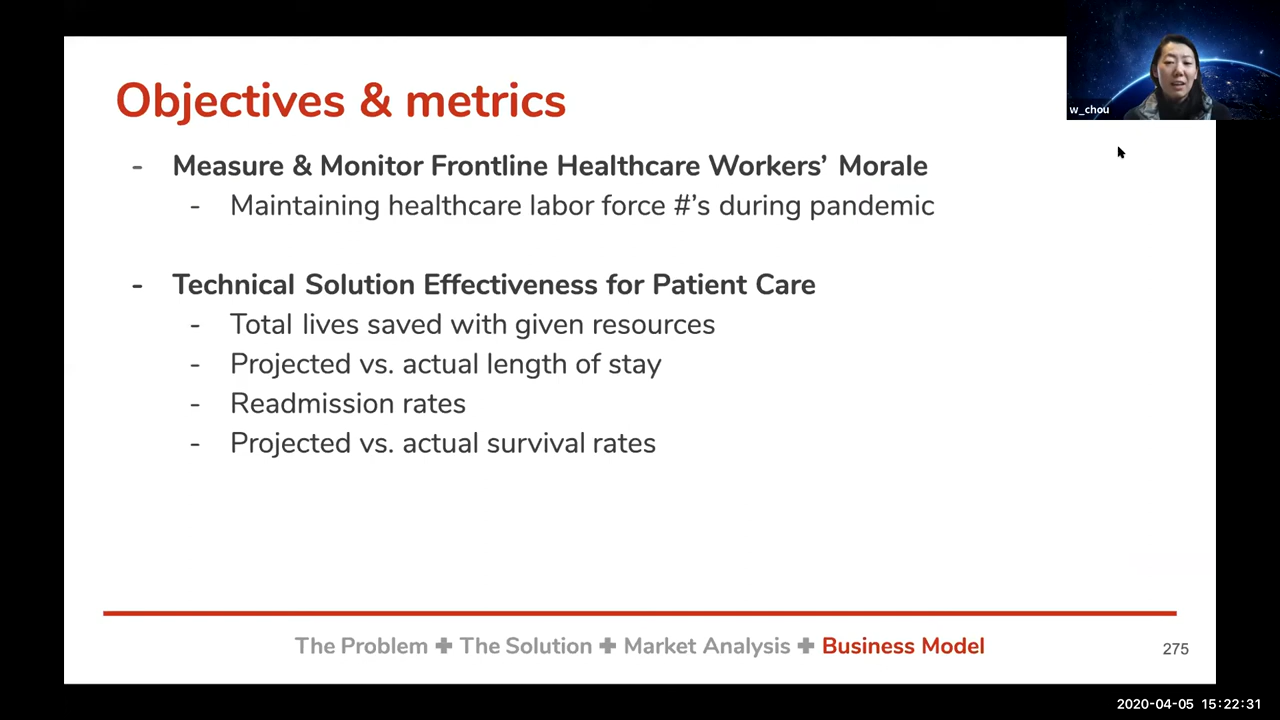 Objectives & metrics
w_chou
- Measure & Monitor Frontline Healthcare Workers’ Morale
- Maintaining healthcare labor force #’s during pandemic
- Technical Solution Effectiveness for Patient Care
- Total lives saved with given resources
- Projected vs. actual length of stay
- Readmission rates
- Projected vs. actual survival rates
The Problem ✚ The Solution ✚ Market Analysis ✚ Business Model
275
2020-04-05 15:22:31